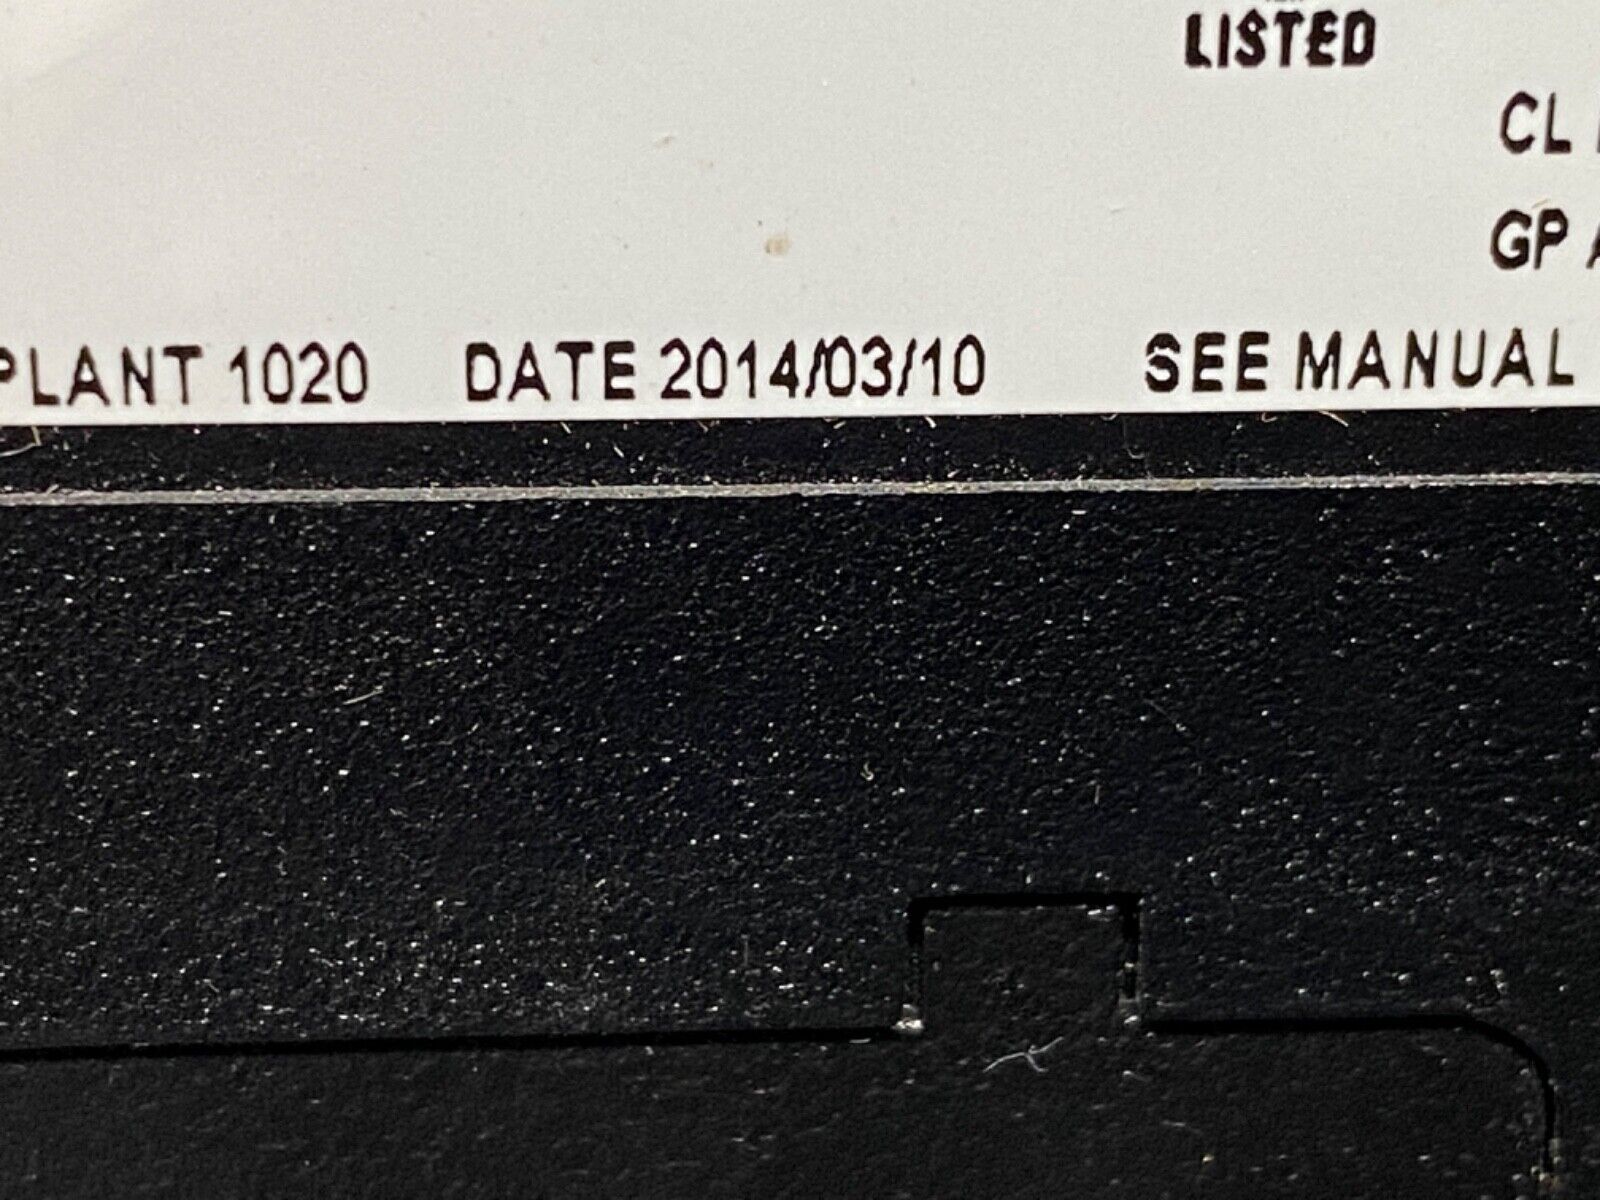 LISTED
CL
GP
PLANT 1020 DATE 2014/03/10 SEE MANUAL